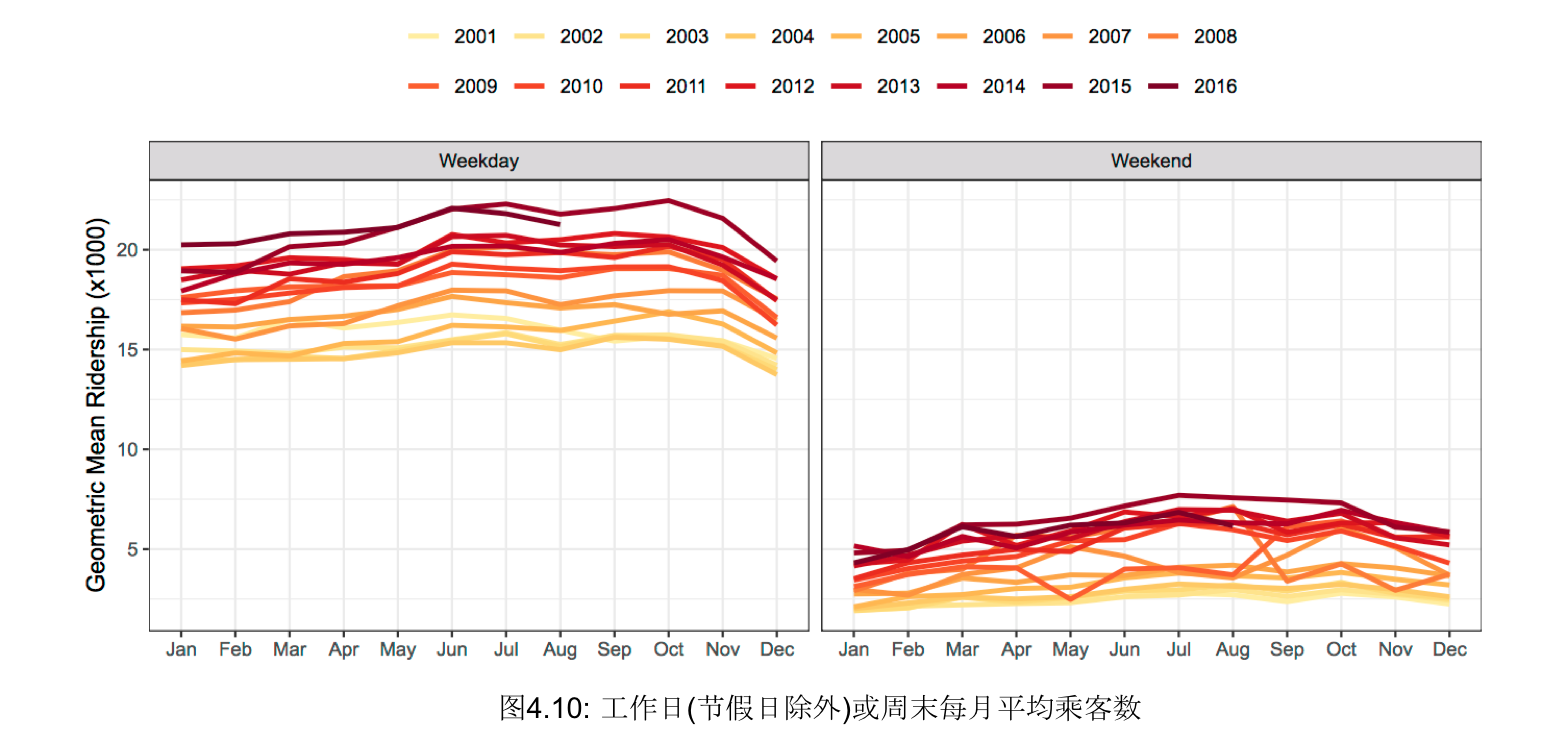 2001 2002 2003 2004 2005 2006 2007 2008
2009 2010 2011 2012 2013 2014 2015 2016
Weekday Weekend
Geometric Mean Ridership (x1000)
20
15
10
5
Jan Feb Mar Apr May Jun Jul Aug Sep Oct Nov Dec Jan Feb Mar Apr May Jun Jul Aug Sep Oct Nov Dec
图4.10: 工作日(节假日除外)或周末每月平均乘客数